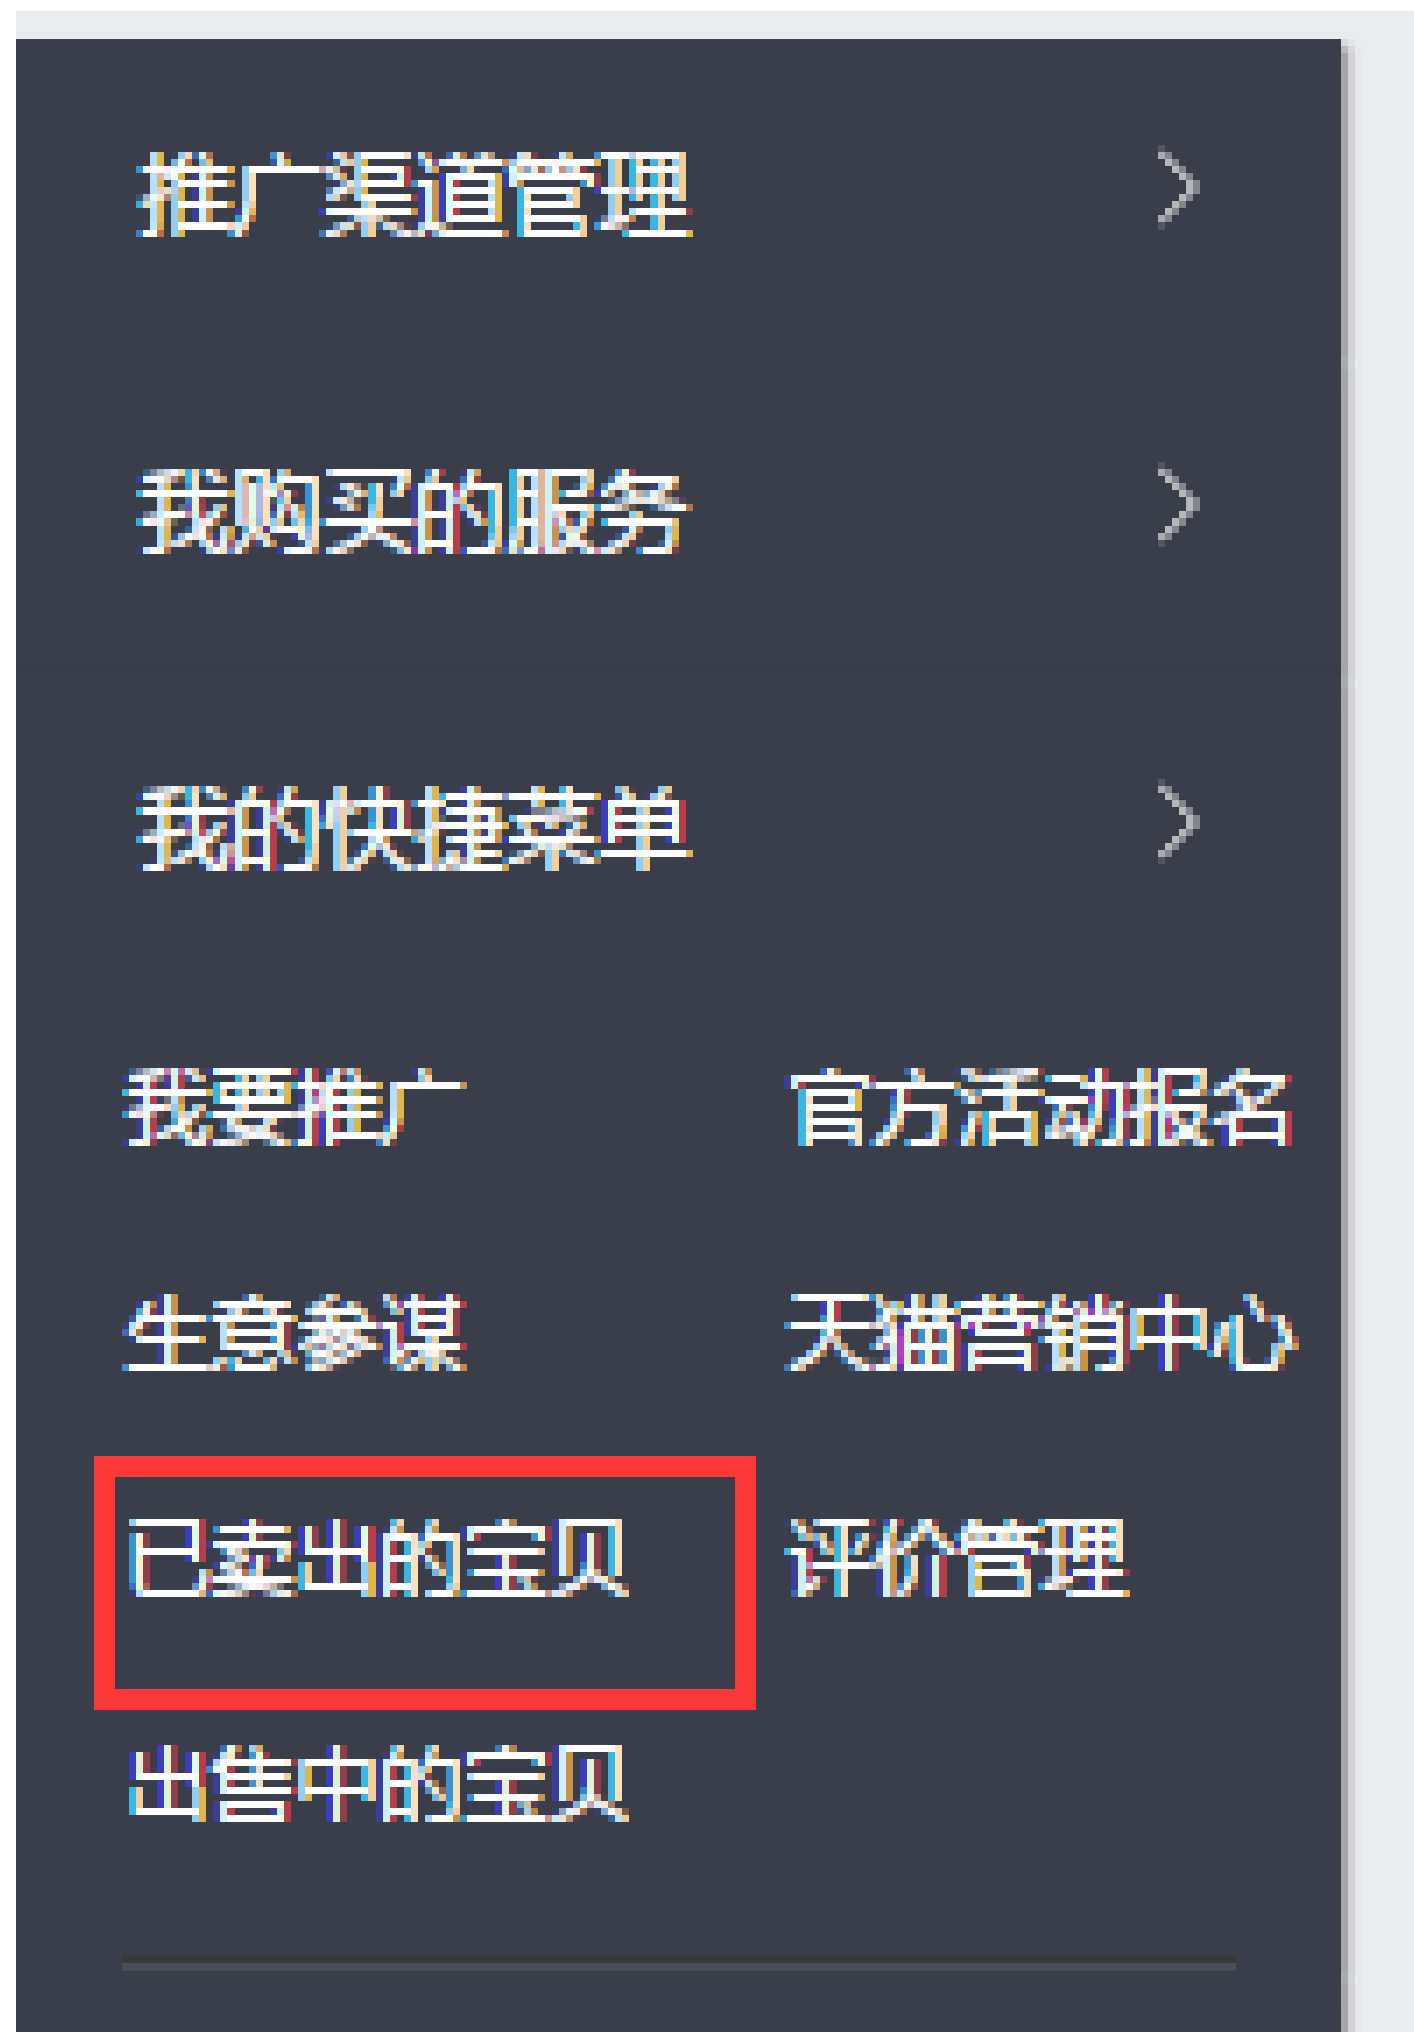 推广渠道管理
我购买的服务
我的快捷菜单
我要推广 官方活动报名
生意参谋 天猫营销中心
已卖出的宝贝 评价管理
出售中的宝贝